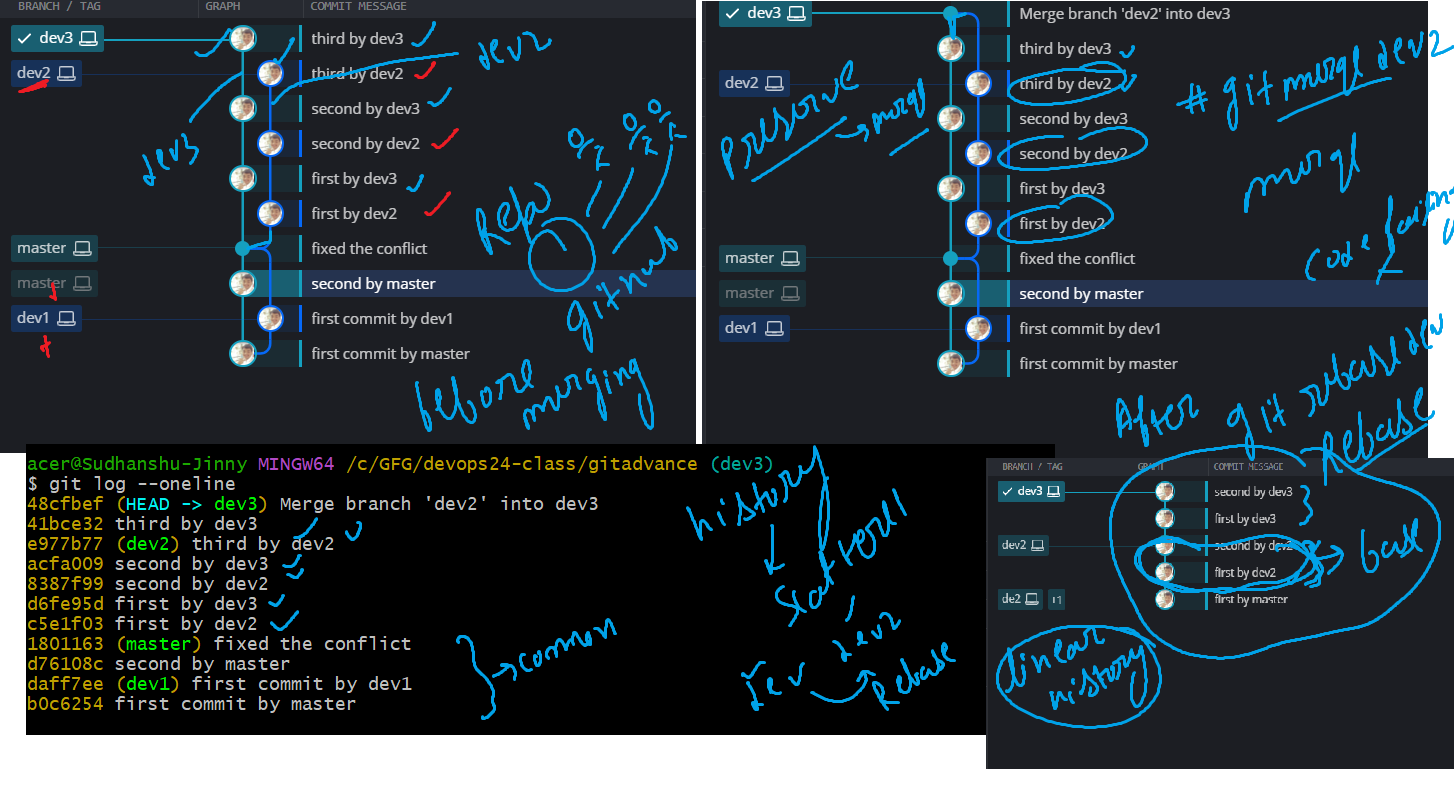 BRANCH / TAG GRAPH COMMIT MESSAGE
dev3 third by dev3
dev2 third by dev2
second by dev3
second by dev2
first by dev3
first by dev2
master fixed the conflict
master second by master
dev1 first commit by dev1
first commit by master
dev2
dev3
github
before
merging
dev3 Merge branch 'dev2' into dev3
third by dev3
dev2 third by dev2
second by dev3
second by dev2
first by dev3
first by dev2
master fixed the conflict
master second by master
dev1 first commit by dev1
first commit by master
preserve
merge
# git merge dev2
merge
code
After git rebase dev
Rebase
acer@Sudhanshu-Jinny MINGW64 /c/GFG/devops24-class/gitadvance (dev3)
$ git log --oneline
48cfbef (HEAD -> dev3) Merge branch 'dev2' into dev3
41bce32 third by dev3
e977b77 (dev2) third by dev2
acfa009 second by dev3
8387f99 second by dev2
d6fe95d first by dev3
c5e1f03 first by dev2
1801163 (master) fixed the conflict
d76108c second by master
daff7ee (dev1) first commit by dev1
b0c6254 first commit by master
common
history
dev2
dev
Rebase
BRANCH / TAG GRAPH COMMIT MESSAGE
dev3 second by dev3
first by dev3
dev2 second by dev2
first by dev2
de2 +1 first by master
base
linear
history